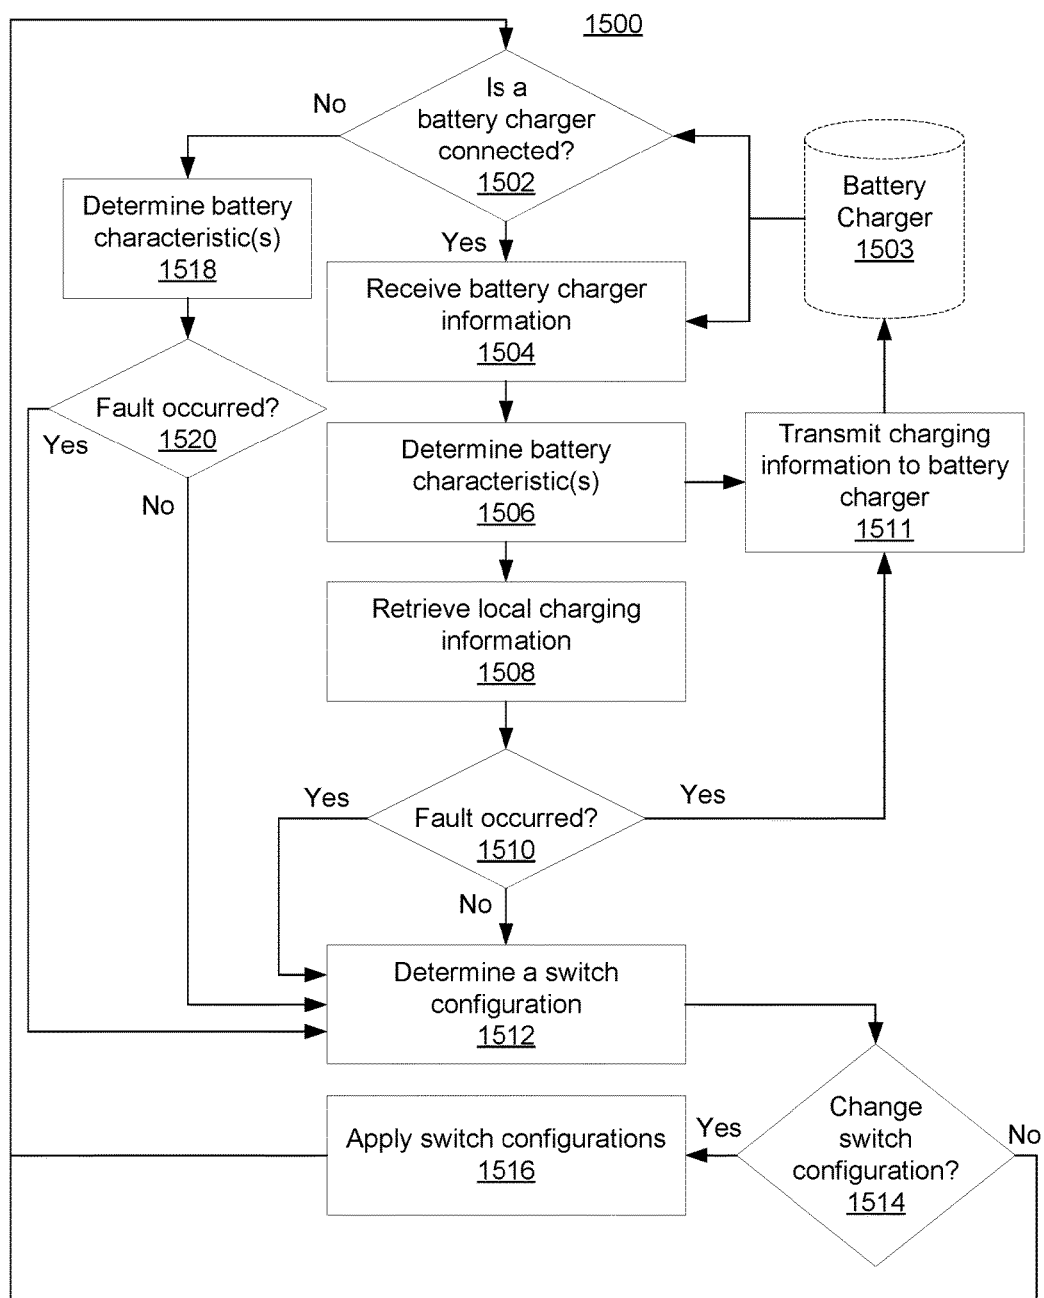 1500
Is a
battery charger
connected?
1502
No
Yes
Battery
Charger
1503
Determine battery
characteristic(s)
1518
Receive battery charger
information
1504
Fault occurred?
1520
Yes
No
Determine battery
characteristic(s)
1506
Transmit charging
information to battery
charger
1511
Retrieve local charging
information
1508
Yes
Fault occurred?
1510
Yes
No
Determine a switch
configuration
1512
Change
switch
configuration?
1514
Yes
No
Apply switch configurations
1516